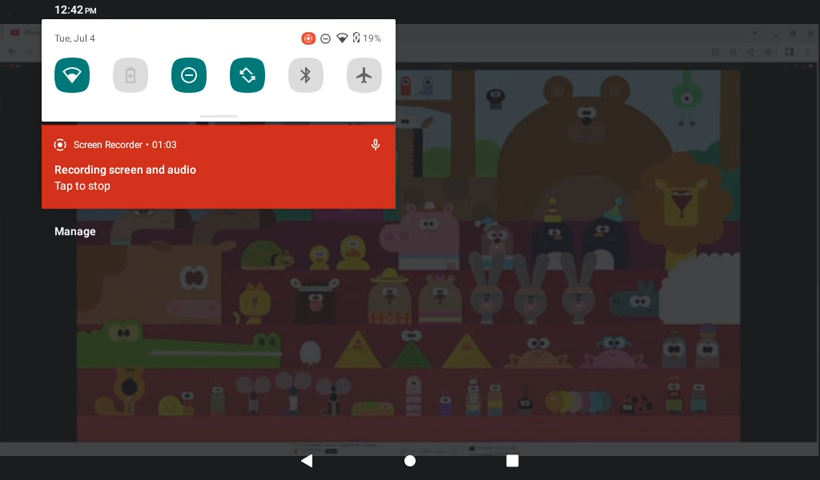 12:42 PM
Tue, Jul 4
19%
Screen Recorder • 01:03
Recording screen and audio
Tap to stop
Manage